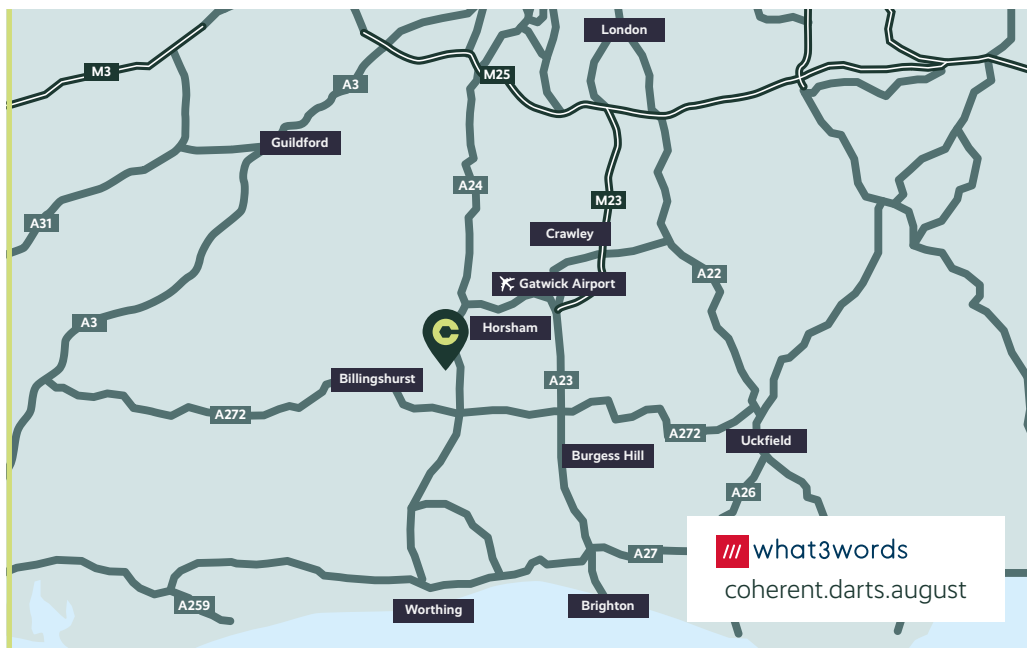 London
M3
M25
A3
Guildford
A24
M23
A31
Crawley
A22
Gatwick Airport
A3
Horsham
Billingshurst
A23
A272
A272
Uckfield
Burgess Hill
A26
what3words
A27
coherent.darts.august
A259
Worthing
Brighton